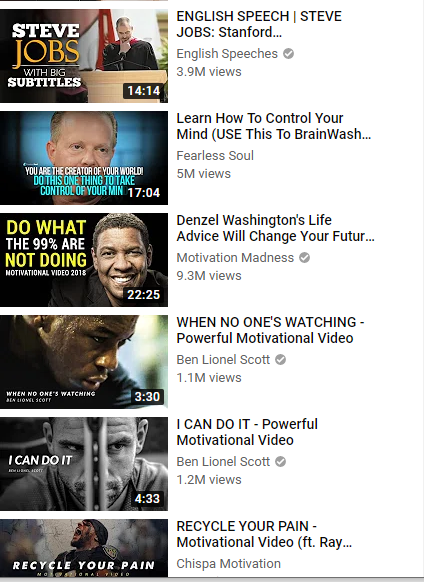 STEVE
JOBS
WITH BIG
SUBTITLES
14:14
ENGLISH SPEECH | STEVE
JOBS: Stanford...
English Speeches
3.9M views
YOU ARE THE CREATOR OF YOUR WORLD!
DO THIS ONE THING TO TAKE
CONTROL OF YOUR MIN
17:04
Learn How To Control Your
Mind (USE This To BrainWash...
Fearless Soul
5M views
DO WHAT
THE 99% ARE
NOT DOING
MOTIVATIONAL VIDEO 2018
22:25
Denzel Washington's Life
Advice Will Change Your Futur...
Motivation Madness
9.3M views
WHEN NO ONE'S WATCHING
BEN LIONEL SCOTT
3:30
WHEN NO ONE'S WATCHING -
Powerful Motivational Video
Ben Lionel Scott
1.1M views
I CAN DO IT
BEN LIONEL SCOTT
4:33
I CAN DO IT - Powerful
Motivational Video
Ben Lionel Scott
1.2M views
RECYCLE YOUR PAIN
MOTIVATIONAL VIDEO
RECYCLE YOUR PAIN -
Motivational Video (ft. Ray...
Chispa Motivation